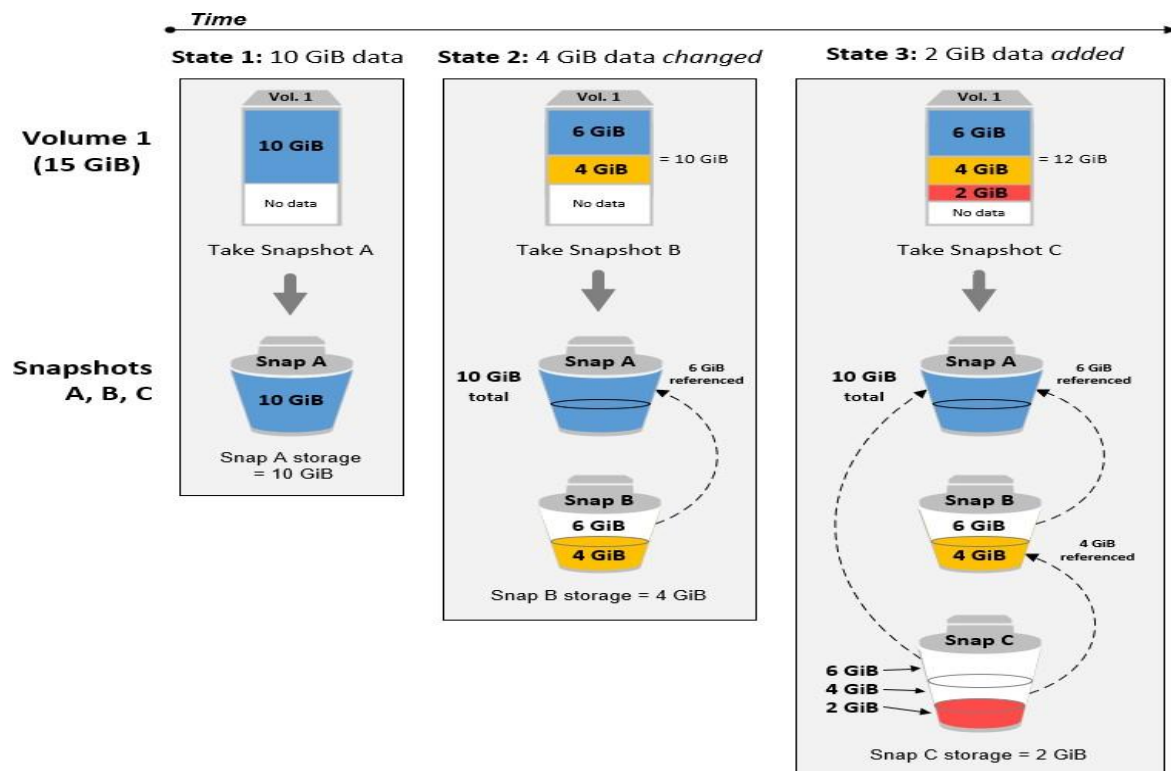 Time
State 1: 10 GiB data
State 2: 4 GiB data changed
State 3: 2 GiB data added
Volume 1
(15 GiB)
Vol. 1
10 GiB
No data
Take Snapshot A
Vol. 1
6 GiB
4 GiB
No data
= 10 GiB
Take Snapshot B
Vol. 1
6 GiB
4 GiB
2 GiB
No data
= 12 GiB
Take Snapshot C
Snapshots
A, B, C
Snap A
10 GiB
Snap A storage
= 10 GiB
Snap A
10 GiB
total
6 GiB
referenced
Snap B
6 GiB
4 GiB
Snap B storage = 4 GiB
Snap A
10 GiB
total
6 GiB
referenced
Snap B
6 GiB
4 GiB
4 GiB
referenced
Snap C
6 GiB
4 GiB
2 GiB
Snap C storage = 2 GiB